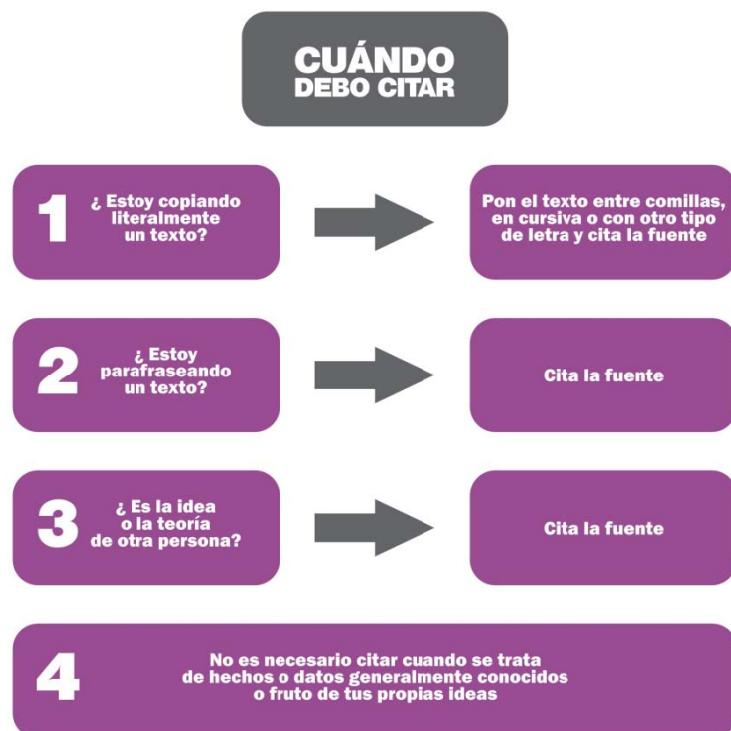 CUÁNDO
DEBO CITAR
1
¿ Estoy copiando
literalmente
un texto?
Pon el texto entre comillas,
en cursiva o con otro tipo
de letra y cita la fuente
2
¿ Estoy
parafraseando
un texto?
Cita la fuente
3
¿ Es la idea
o la teoría
de otra persona?
Cita la fuente
4
No es necesario citar cuando se trata
de hechos o datos generalmente conocidos
o fruto de tus propias ideas